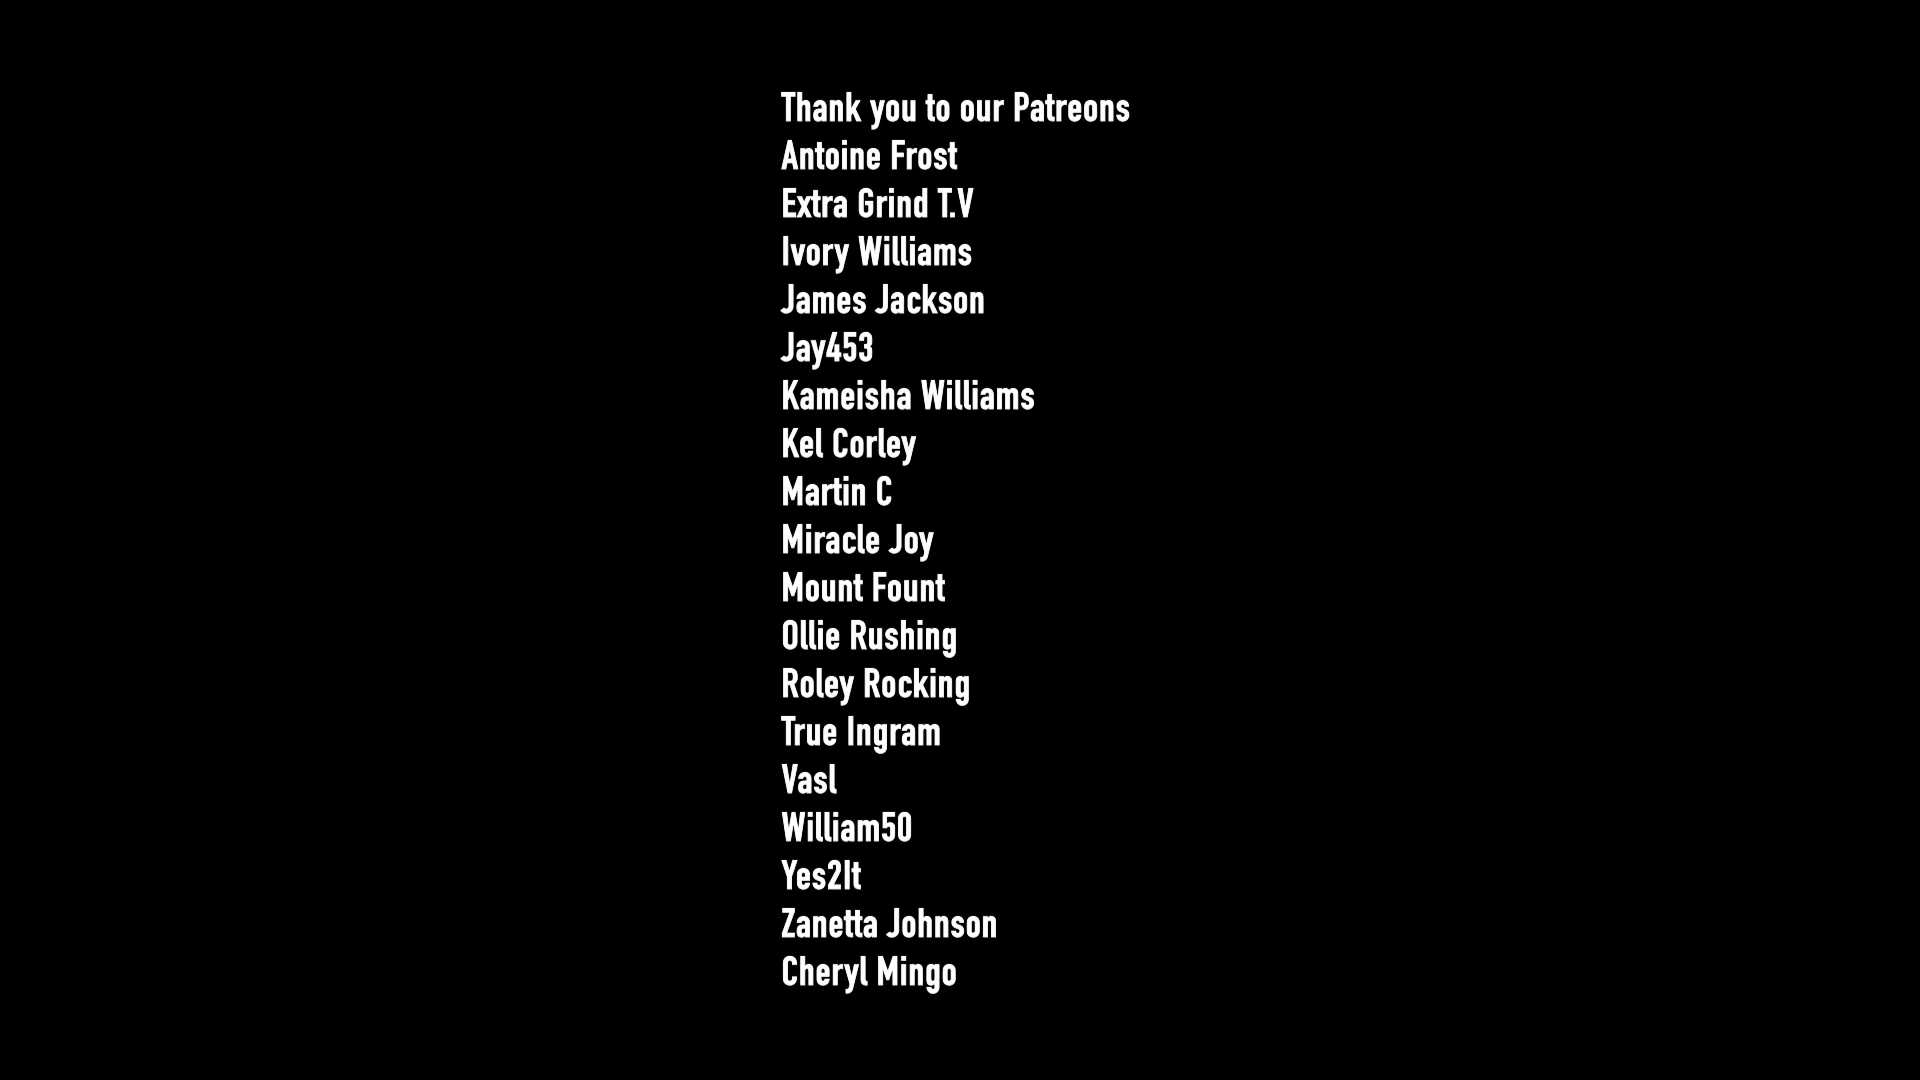 Thank you to our Patreons
Antoine Frost
Extra Grind T.V
Ivory Williams
James Jackson
Jay453
Kameisha Williams
Kel Corley
Martin C
Miracle Joy
Mount Fount
Ollie Rushing
Roley Rocking
True Ingram
Vasl
William50
Yes2It
Zanetta Johnson
Cheryl Mingo